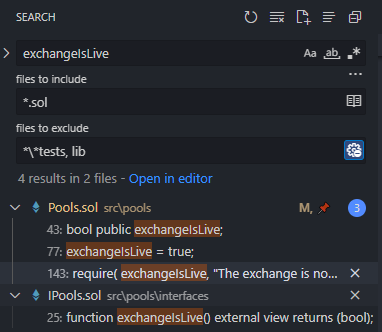 SEARCH
exchangeIsLive
Aa ab .*
files to include
...
*.sol
files to exclude
*\*tests, lib
4 results in 2 files - Open in editor
Pools.sol src\pools M, 3
43: bool public exchangeIsLive;
77: exchangeIsLive = true;
143: require( exchangeIsLive, "The exchange is no...
IPools.sol src\pools\interfaces
25: function exchangeIsLive() external view returns (bool);